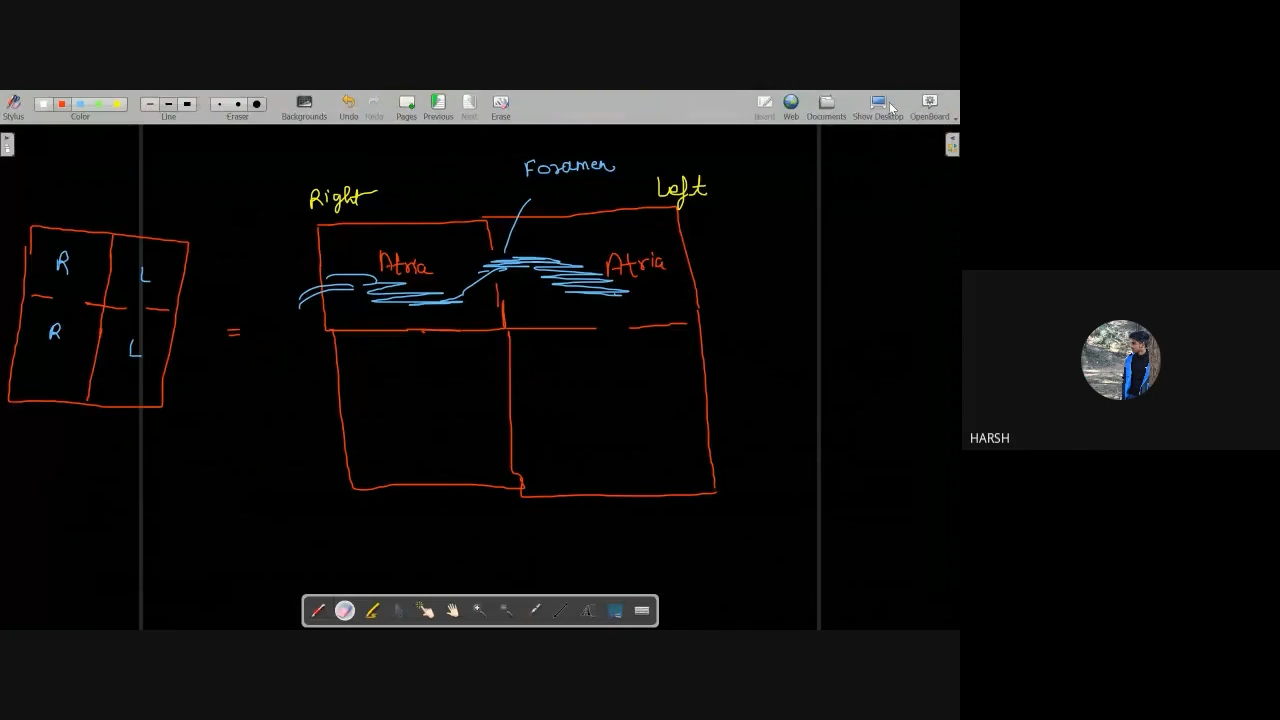 Stylus
Color
Line
Eraser
Backgrounds
Undo
Redo
Pages
Previous
Next
Erase
Board
Web
Documents
Show Desktop
OpenBoard
Foramen
Right
Left
R
L
Atria
Atria
R
L
=
HARSH